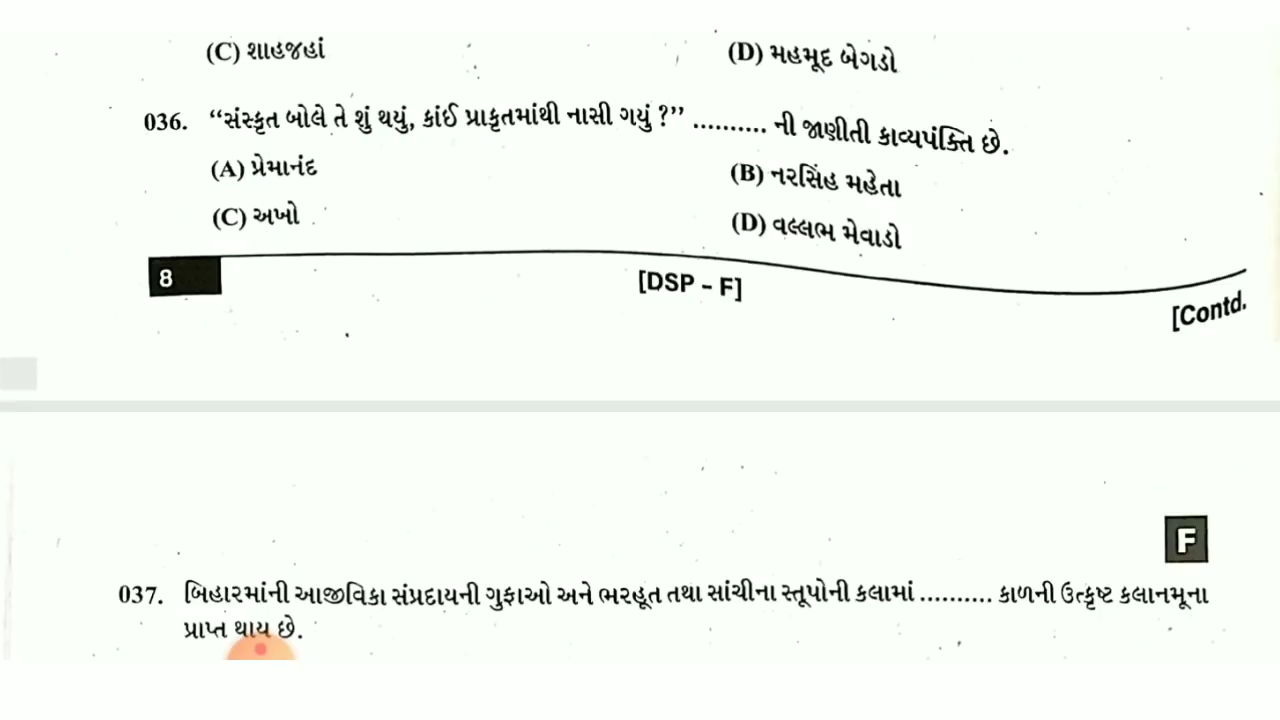 (C) શાહજહાં (D) મહમૂદ બેગડો
036. “સંસ્કૃત બોલે તે શું થયું, કાંઈ પ્રાકૃતમાંથી નાસી ગયું ?” .......... ની જાણીતી કાવ્યપંક્તિ છે.
(A) પ્રેમાનંદ (B) નરસિંહ મહેતા
(C) અખો (D) વલ્લભ મેવાડો
8 [DSP – F] [Contd.
F
037. બિહારમાંની આજીવિકા સંપ્રદાયની ગુફાઓ અને ભરહૂત તથા સાંચીના સ્તૂપોની કલામાં .......... કાળની ઉત્કૃષ્ટ કલાનમૂના
પ્રાપ્ત થાય છે.